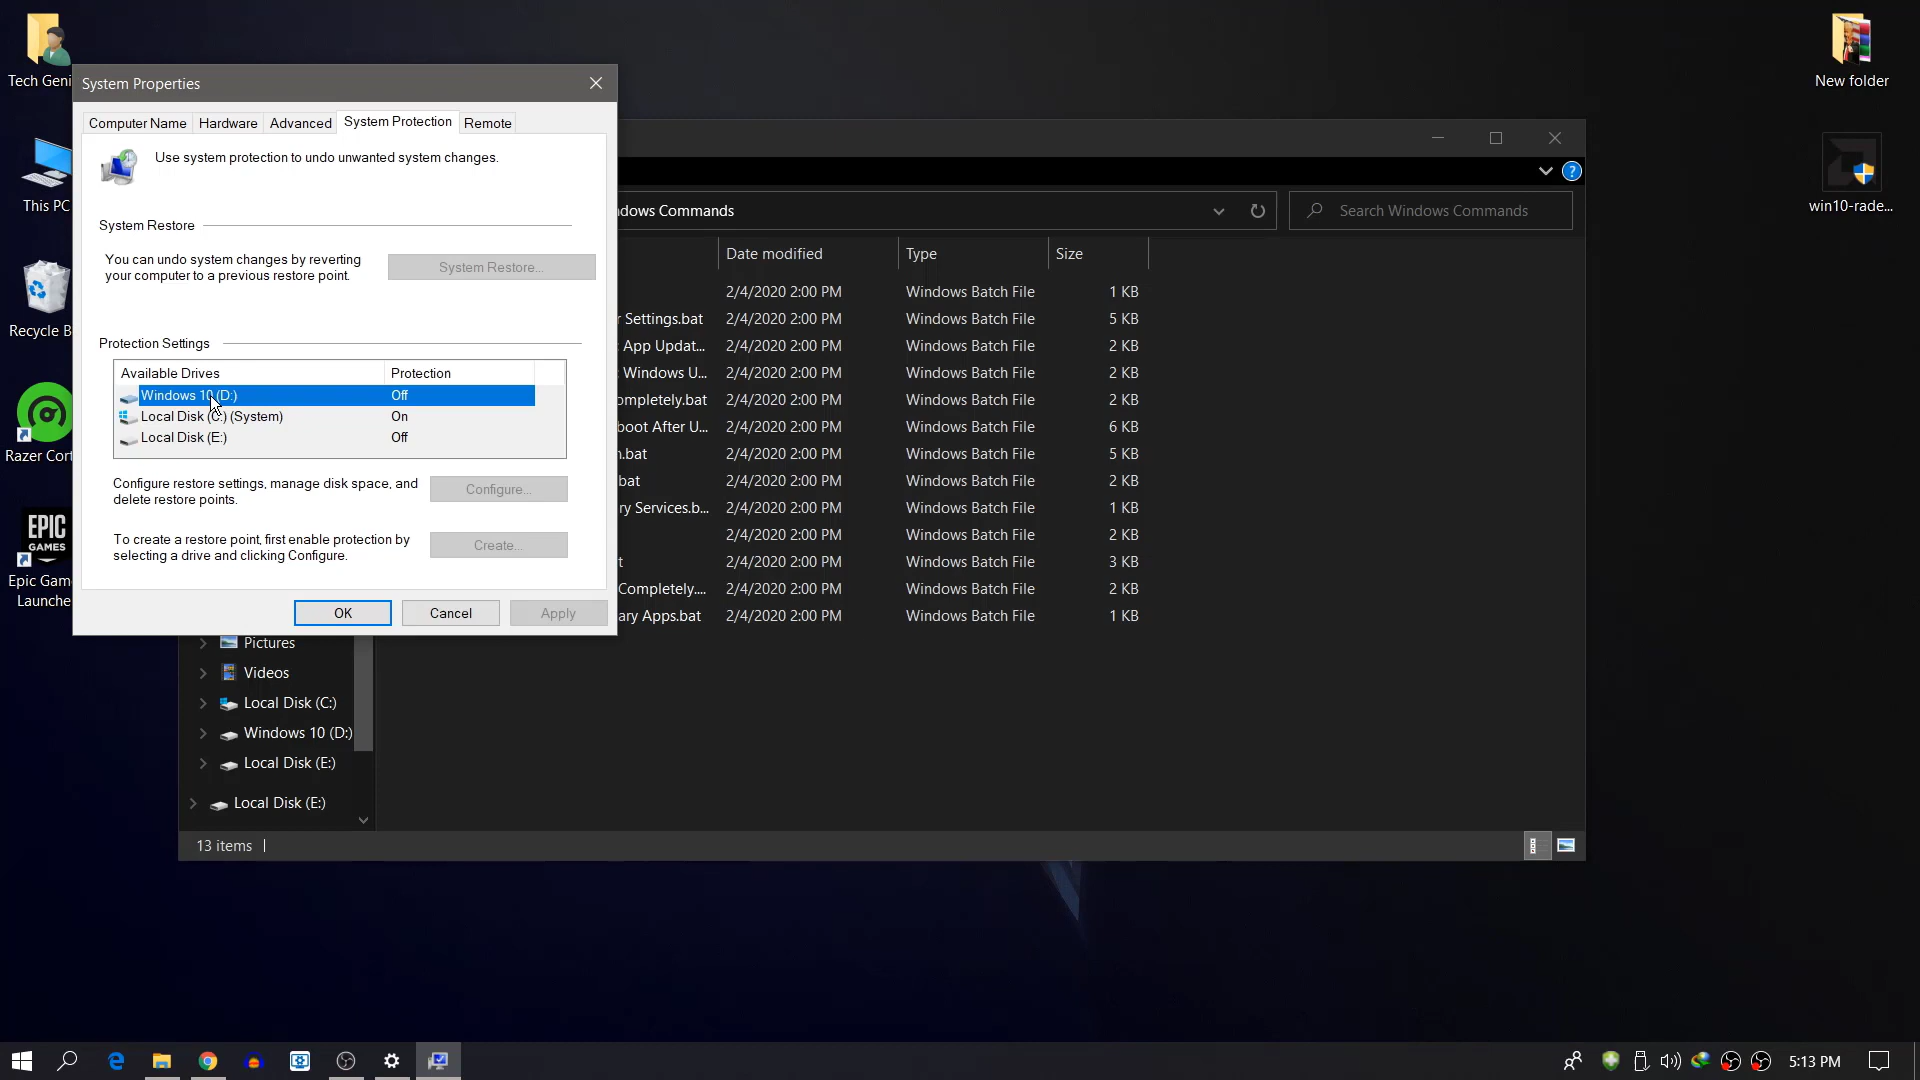 Tech Geni
This PC
Recycle B
Razer Cort
EPIC
GAMES
Epic Gam
Launche
New folder
win10-rade...
System Properties
Computer Name
Hardware
Advanced
System Protection
Remote
Use system protection to undo unwanted system changes.
System Restore
You can undo system changes by reverting
your computer to a previous restore point.
System Restore...
Protection Settings
Available Drives
Protection
Windows 10 (D:)
Off
Local Disk (C:) (System)
On
Local Disk (E:)
Off
Configure restore settings, manage disk space, and
delete restore points.
Configure...
To create a restore point, first enable protection by
selecting a drive and clicking Configure.
Create...
OK
Cancel
Apply
ndows Commands
Search Windows Commands
Date modified
Type
Size
2/4/2020 2:00 PM Windows Batch File 1 KB
r Settings.bat 2/4/2020 2:00 PM Windows Batch File 5 KB
App Updat... 2/4/2020 2:00 PM Windows Batch File 2 KB
Windows U... 2/4/2020 2:00 PM Windows Batch File 2 KB
ompletely.bat 2/4/2020 2:00 PM Windows Batch File 2 KB
boot After U... 2/4/2020 2:00 PM Windows Batch File 6 KB
n.bat 2/4/2020 2:00 PM Windows Batch File 5 KB
bat 2/4/2020 2:00 PM Windows Batch File 2 KB
ry Services.b... 2/4/2020 2:00 PM Windows Batch File 1 KB
2/4/2020 2:00 PM Windows Batch File 2 KB
t 2/4/2020 2:00 PM Windows Batch File 3 KB
Completely.... 2/4/2020 2:00 PM Windows Batch File 2 KB
ary Apps.bat 2/4/2020 2:00 PM Windows Batch File 1 KB
Pictures
Videos
Local Disk (C:)
Windows 10 (D:)
Local Disk (E:)
Local Disk (E:)
13 items
5:13 PM